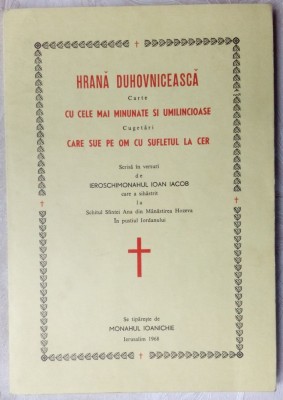 HRANĂ DUHOVNICEASCĂ
Carte
CU CELE MAI MINUNATE SI UMILINCIOASE
Cugetări
CARE SUE PE OM CU SUFLETUL LA CER
Scrisă în versuri
de
IEROSCHIMONAHUL IOAN IACOB
care a sihăstrit
la
Schitul Sfintei Ana din Mănăstirea Hozeva
În pustiul Iordanului
Se tipărește de
MONAHUL IOANICHIE
Ierusalim 1968